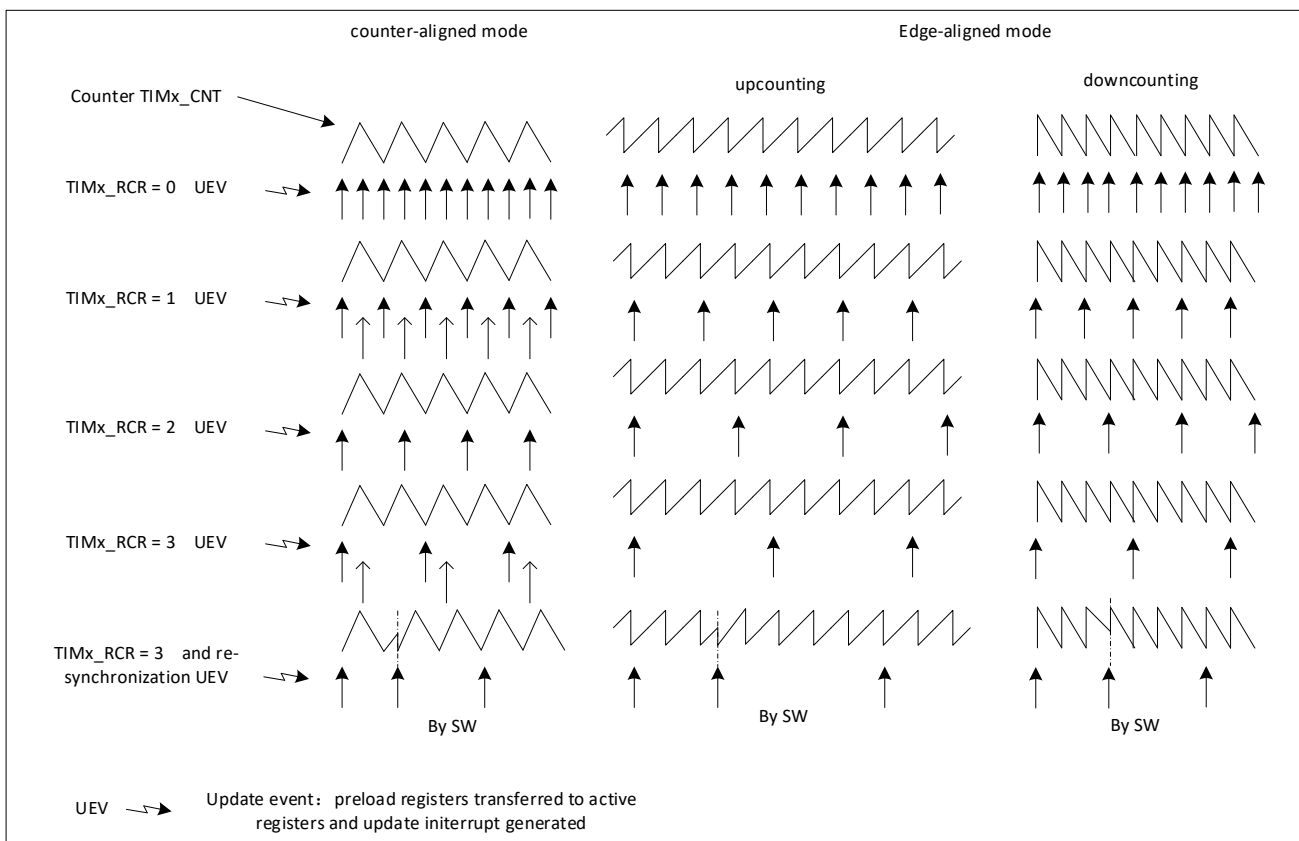 counter-aligned mode
Edge-aligned mode
upcounting
downcounting
Counter TIMx_CNT
TIMx_RCR = 0 UEV
TIMx_RCR = 1 UEV
TIMx_RCR = 2 UEV
TIMx_RCR = 3 UEV
TIMx_RCR = 3 and re-
synchronization UEV
By SW
By SW
By SW
UEV
Update event：preload registers transferred to active
registers and update initerrupt generated